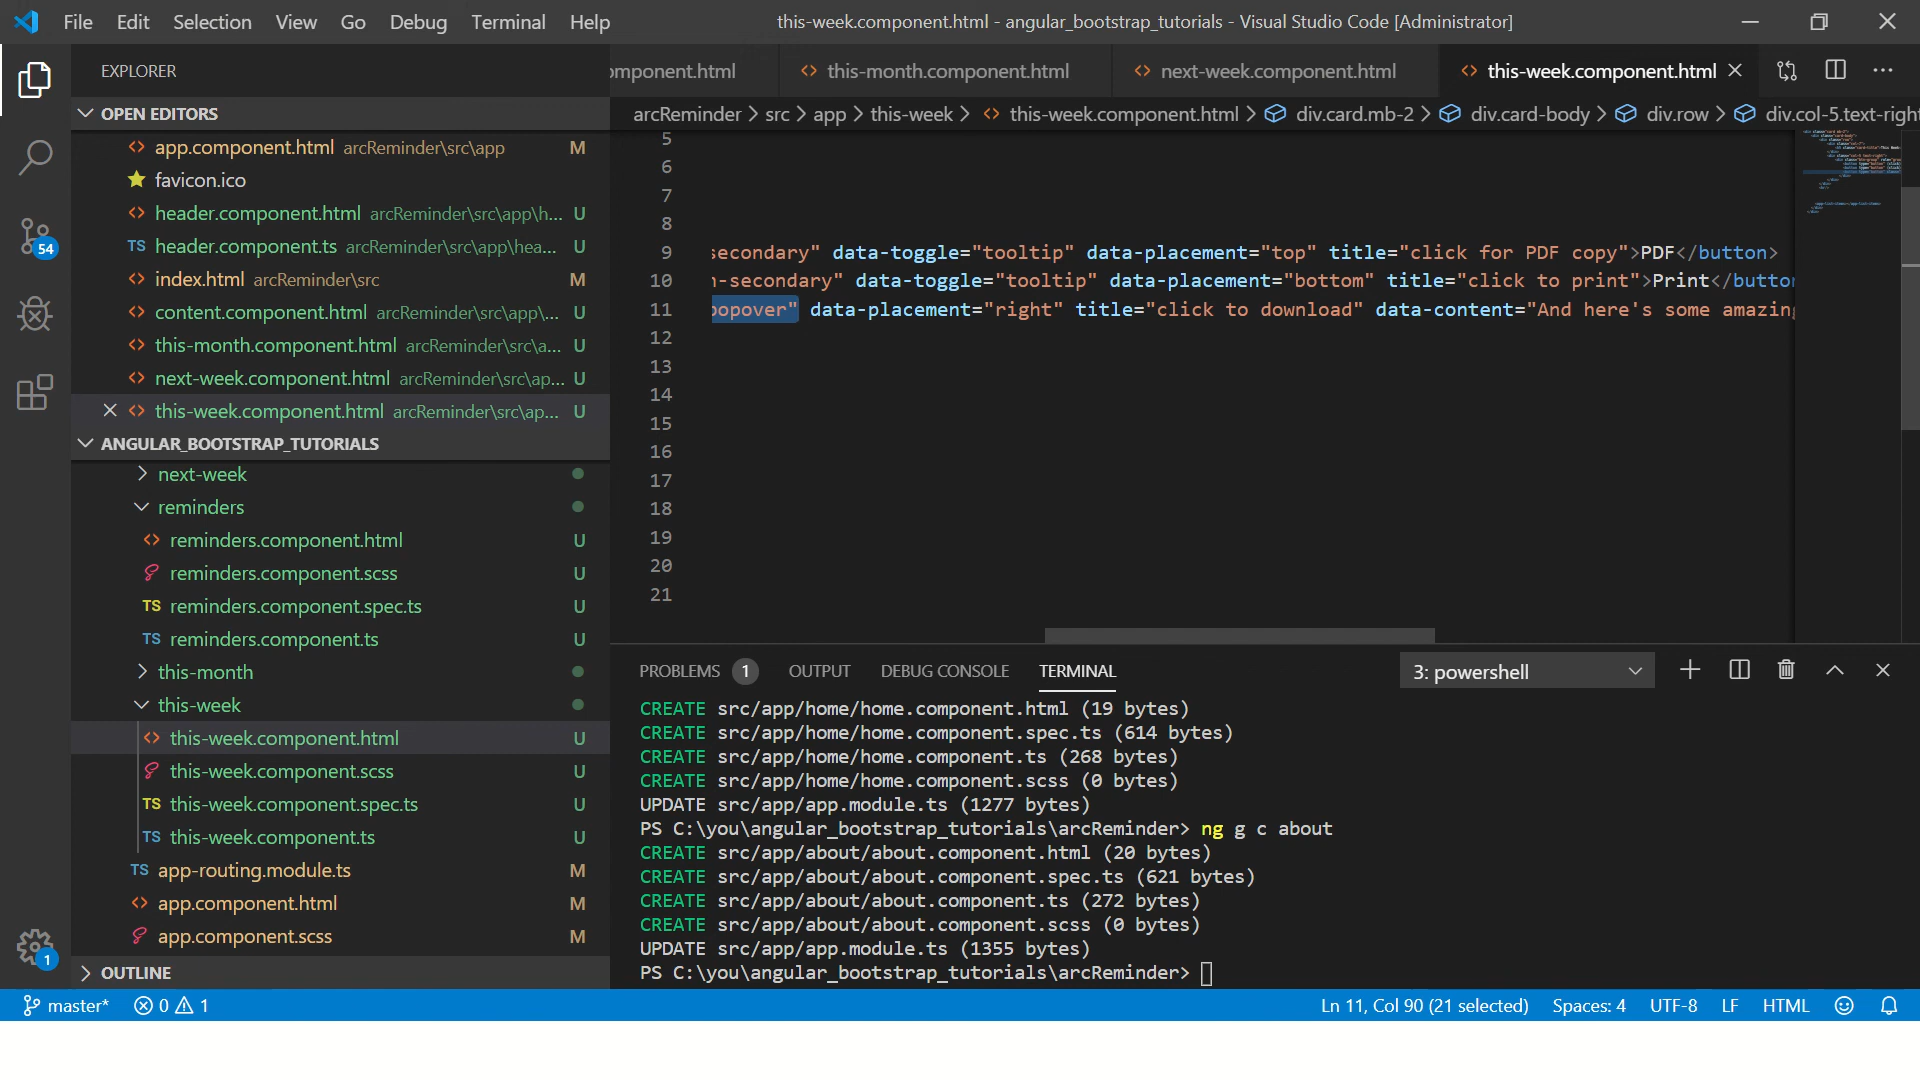 File Edit Selection View Go Debug Terminal Help
this-week.component.html - angular_bootstrap_tutorials - Visual Studio Code [Administrator]
EXPLORER
omponent.html
this-month.component.html
next-week.component.html
this-week.component.html
OPEN EDITORS
arcReminder > src > app > this-week > this-week.component.html > div.card.mb-2 > div.card-body > div.row > div.col-5.text-right
app.component.html arcReminder\src\app M
favicon.ico
header.component.html arcReminder\src\app\h... U
header.component.ts arcReminder\src\app\hea... U
index.html arcReminder\src M
content.component.html arcReminder\src\app\... U
this-month.component.html arcReminder\src\a... U
next-week.component.html arcReminder\src\ap... U
this-week.component.html arcReminder\src\ap... U
ANGULAR_BOOTSTRAP_TUTORIALS
next-week
reminders
reminders.component.html U
reminders.component.scss U
TS reminders.component.spec.ts U
TS reminders.component.ts U
this-month
this-week
this-week.component.html U
this-week.component.scss U
TS this-week.component.spec.ts U
TS this-week.component.ts U
TS app-routing.module.ts M
app.component.html M
app.component.scss M
OUTLINE
54
1
5
6
7
8
9 secondary" data-toggle="tooltip" data-placement="top" title="click for PDF copy">PDF</button>
10 n-secondary" data-toggle="tooltip" data-placement="bottom" title="click to print">Print</button
11 popover" data-placement="right" title="click to download" data-content="And here's some amazing
12
13
14
15
16
17
18
19
20
21
PROBLEMS 1 OUTPUT DEBUG CONSOLE TERMINAL 3: powershell
CREATE src/app/home/home.component.html (19 bytes)
CREATE src/app/home/home.component.spec.ts (614 bytes)
CREATE src/app/home/home.component.ts (268 bytes)
CREATE src/app/home/home.component.scss (0 bytes)
UPDATE src/app/app.module.ts (1277 bytes)
PS C:\you\angular_bootstrap_tutorials\arcReminder> ng g c about
CREATE src/app/about/about.component.html (20 bytes)
CREATE src/app/about/about.component.spec.ts (621 bytes)
CREATE src/app/about/about.component.ts (272 bytes)
CREATE src/app/about/about.component.scss (0 bytes)
UPDATE src/app/app.module.ts (1355 bytes)
PS C:\you\angular_bootstrap_tutorials\arcReminder>
master* 0 1 Ln 11, Col 90 (21 selected) Spaces: 4 UTF-8 LF HTML